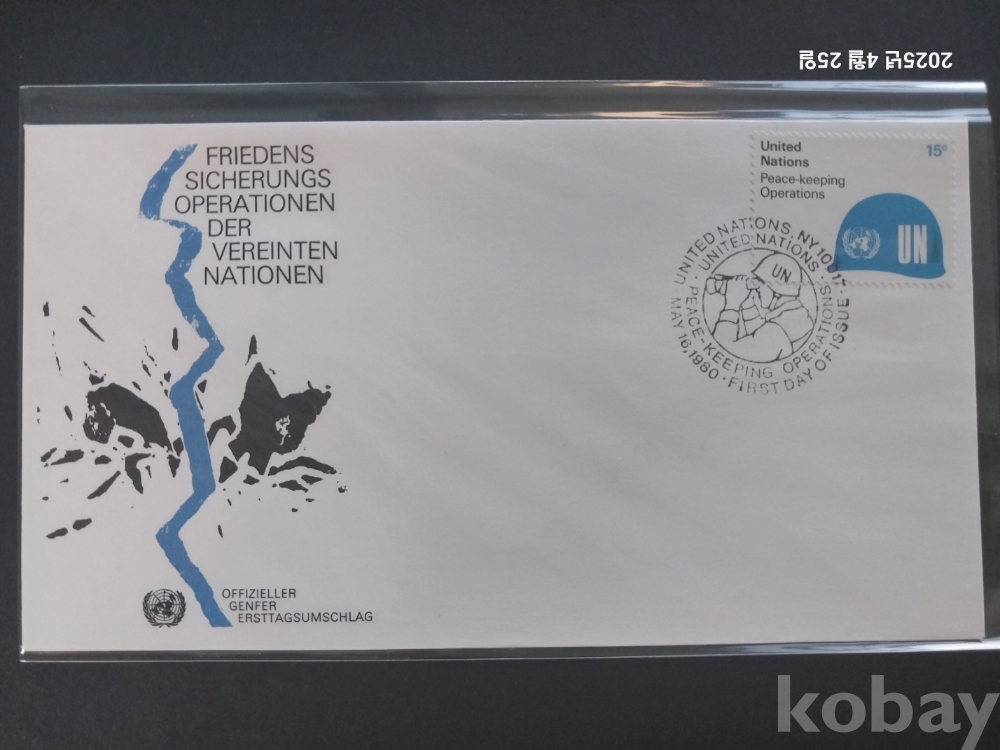 2025년 4월 25일
FRIEDENS
SICHERUNGS
OPERATIONEN
DER
VEREINTEN
NATIONEN
United
Nations
15c
Peace-keeping
Operations
UN
UNITED NATIONS, NY 10017 · FIRST DAY OF ISSUE · MAY 16, 1980 ·
UNITED NATIONS · PEACE-KEEPING OPERATIONS ·
UN
OFFIZIELLER
GENFER
ERSTTAGSUMSCHLAG
kobay